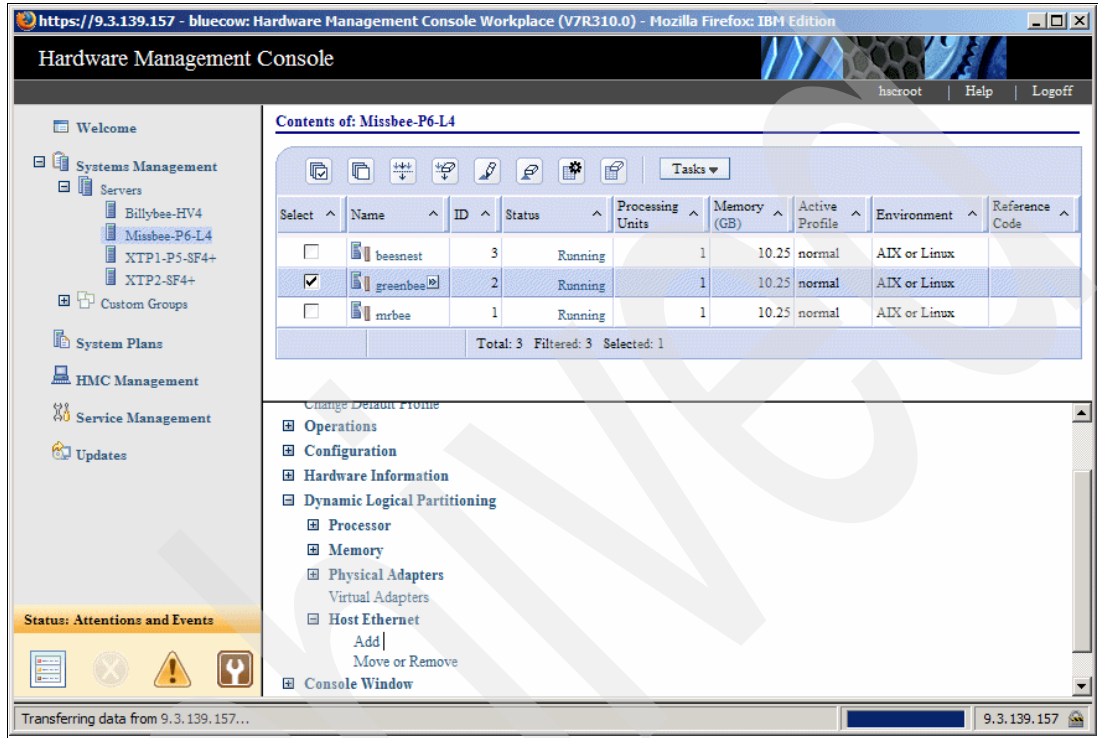 https://9.3.139.157 - bluecow: Hardware Management Console Workplace (V7R310.0) - Mozilla Firefox: IBM Edition
Hardware Management Console
hscroot | Help | Logoff
Welcome
Systems Management
Servers
Billybee-HV4
Missbee-P6-L4
XTP1-P5-SF4+
XTP2-SF4+
Custom Groups
System Plans
HMC Management
Service Management
Updates
Status: Attentions and Events
Contents of: Missbee-P6-L4
Tasks
Select Name ID Status Processing Units Memory (GB) Active Profile Environment Reference Code
beesnest 3 Running 1 10.25 normal AIX or Linux
greenbee 2 Running 1 10.25 normal AIX or Linux
mrbee 1 Running 1 10.25 normal AIX or Linux
Total: 3 Filtered: 3 Selected: 1
Change Default Profile
Operations
Configuration
Hardware Information
Dynamic Logical Partitioning
Processor
Memory
Physical Adapters
Virtual Adapters
Host Ethernet
Add
Move or Remove
Console Window
Transferring data from 9.3.139.157...
9.3.139.157